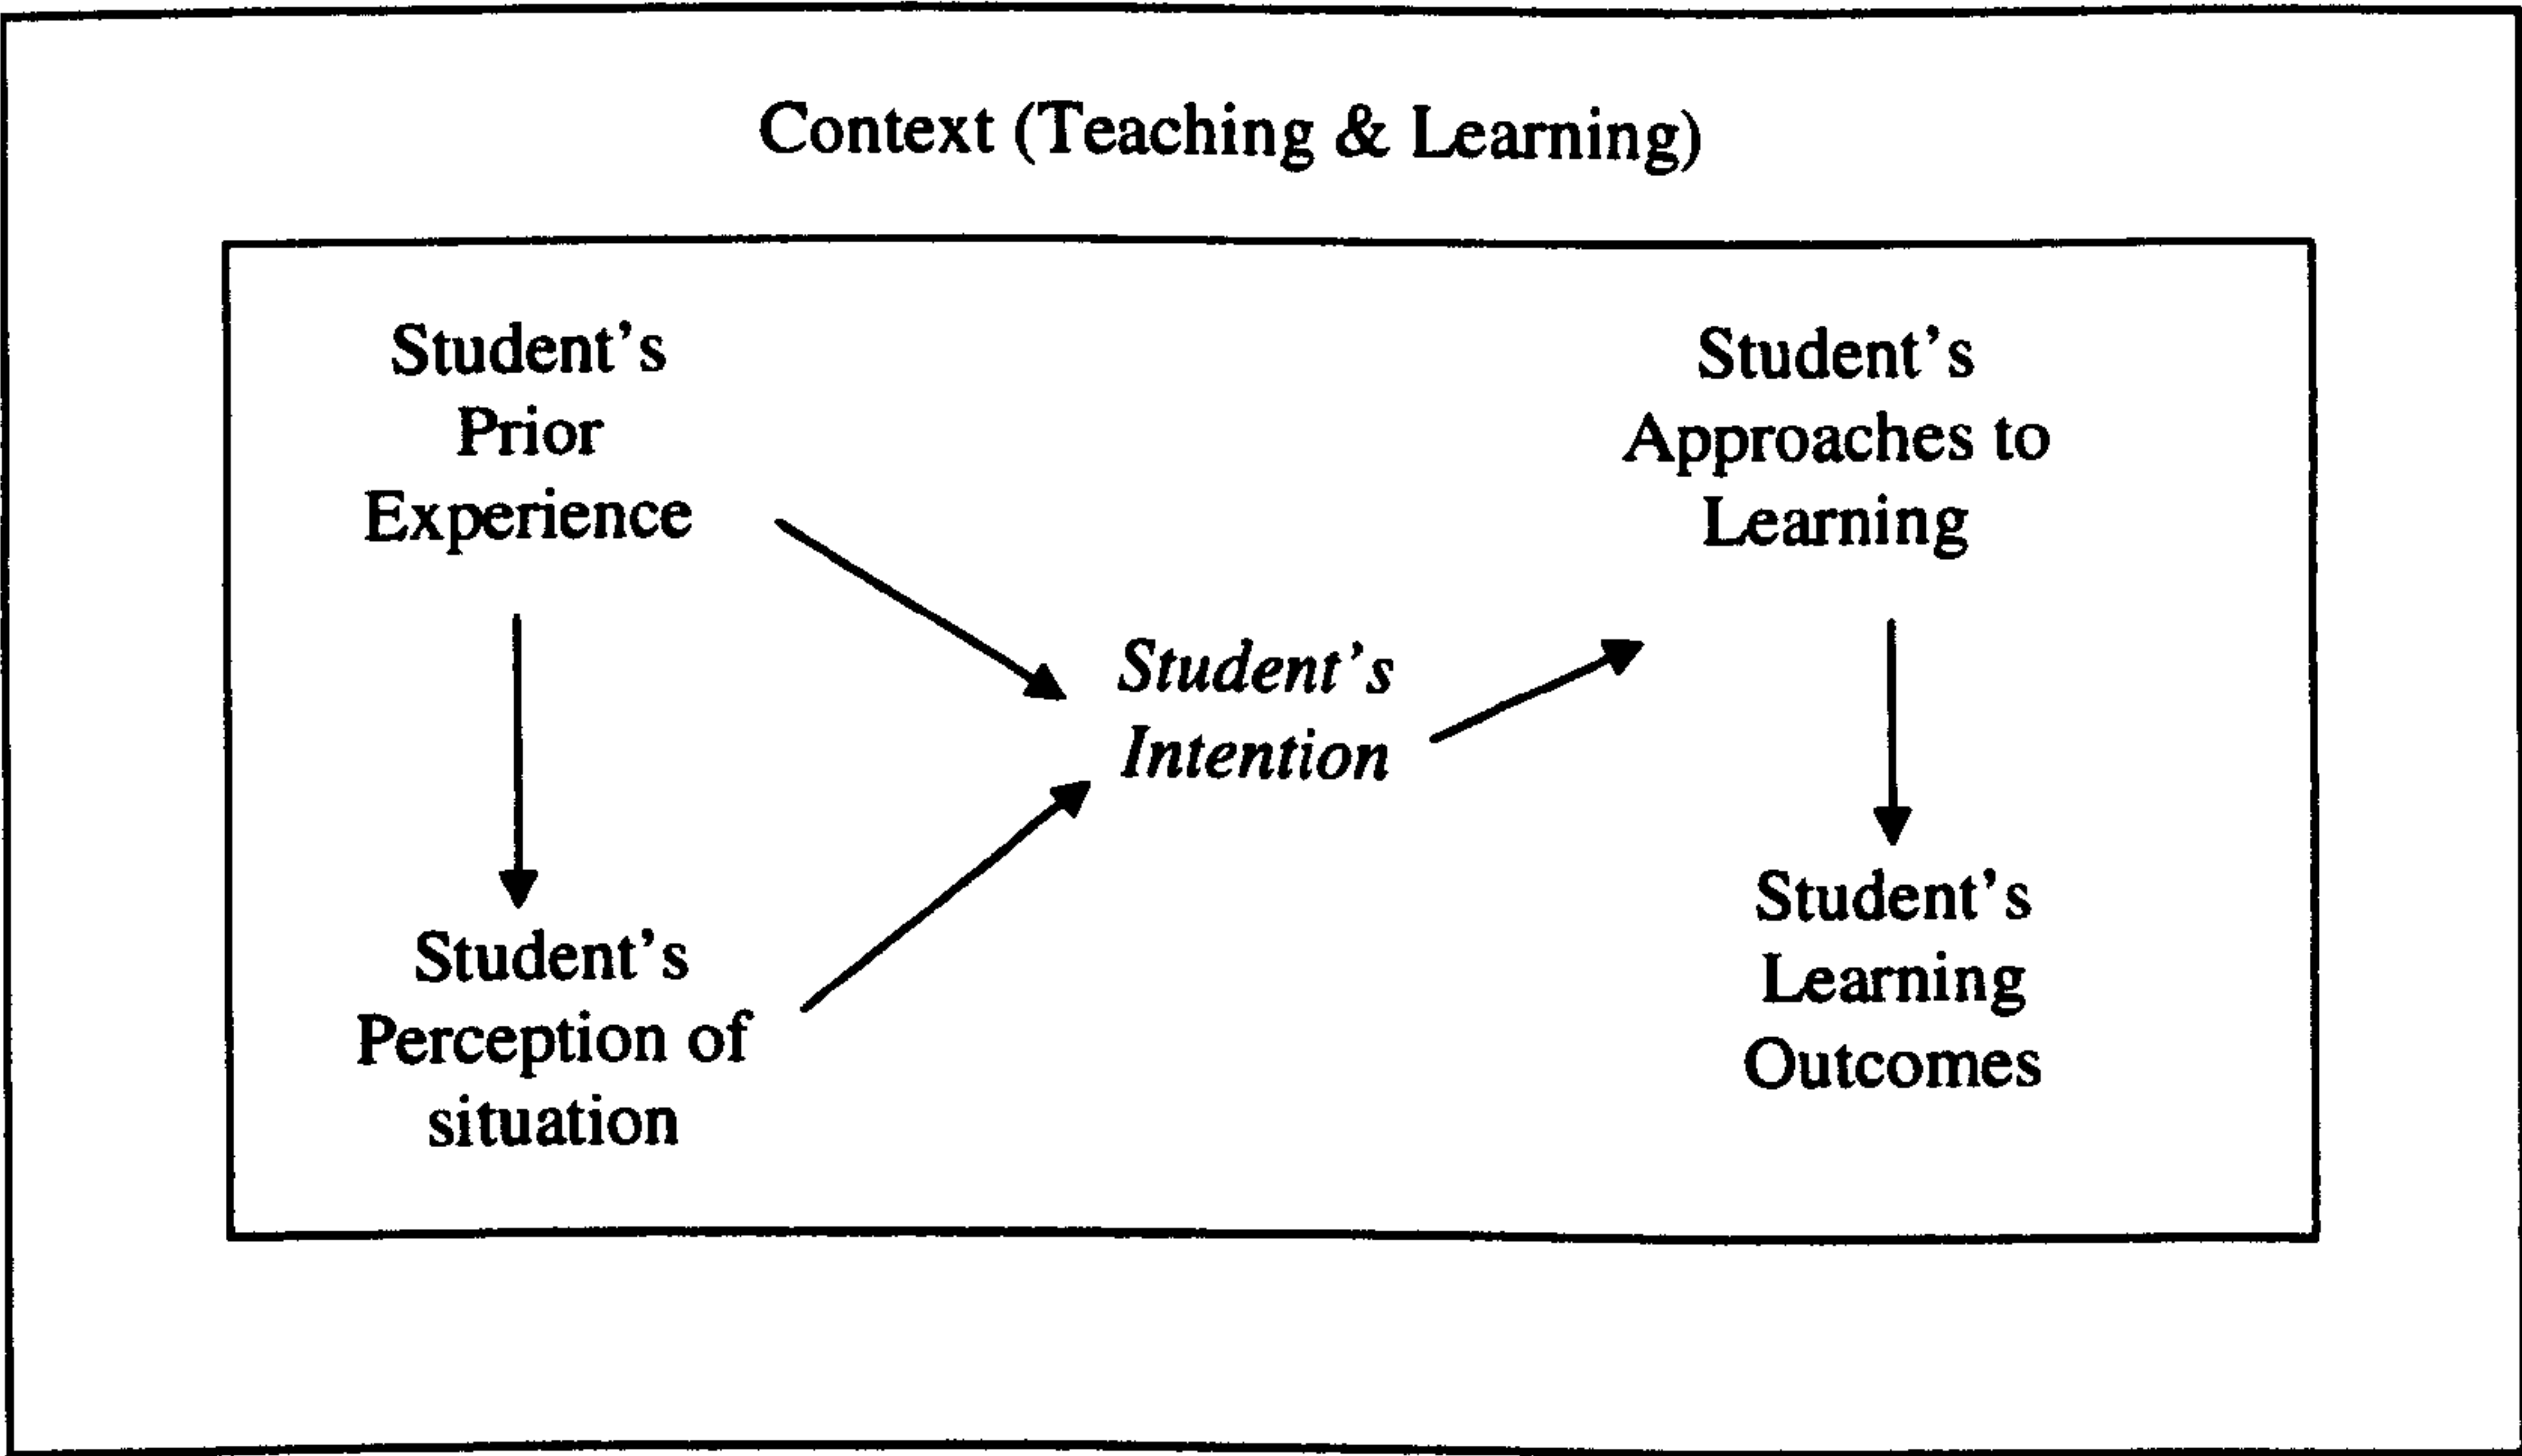 Context (Teaching & Learning)
Student’s
Prior
Experience
Student’s
Perception of
situation
Student’s
Intention
Student’s
Approaches to
Learning
Student’s
Learning
Outcomes